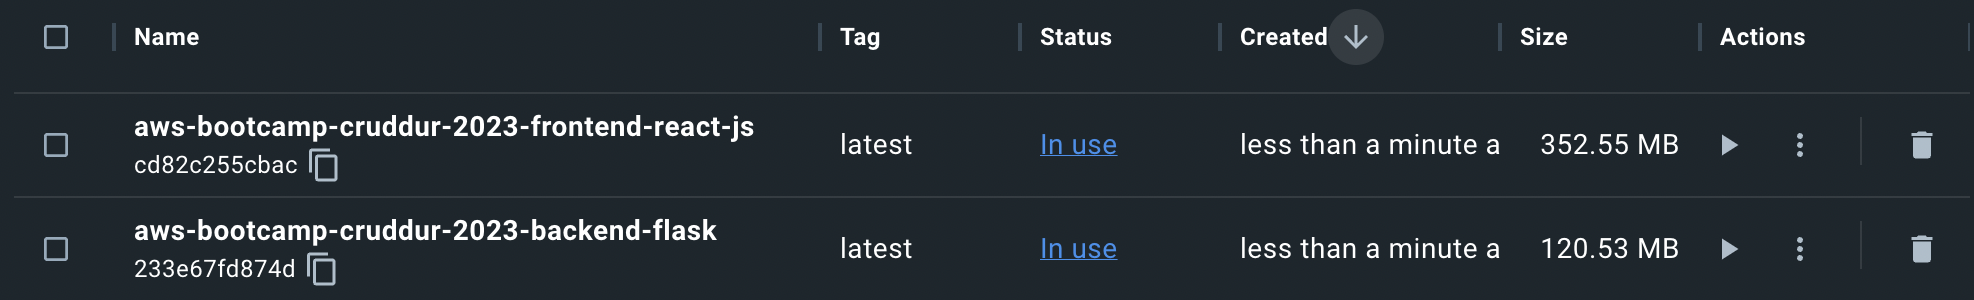 Name Tag Status Created Size Actions
aws-bootcamp-cruddur-2023-frontend-react-js
cd82c255cbac
latest In use less than a minute a 352.55 MB
aws-bootcamp-cruddur-2023-backend-flask
233e67fd874d
latest In use less than a minute a 120.53 MB